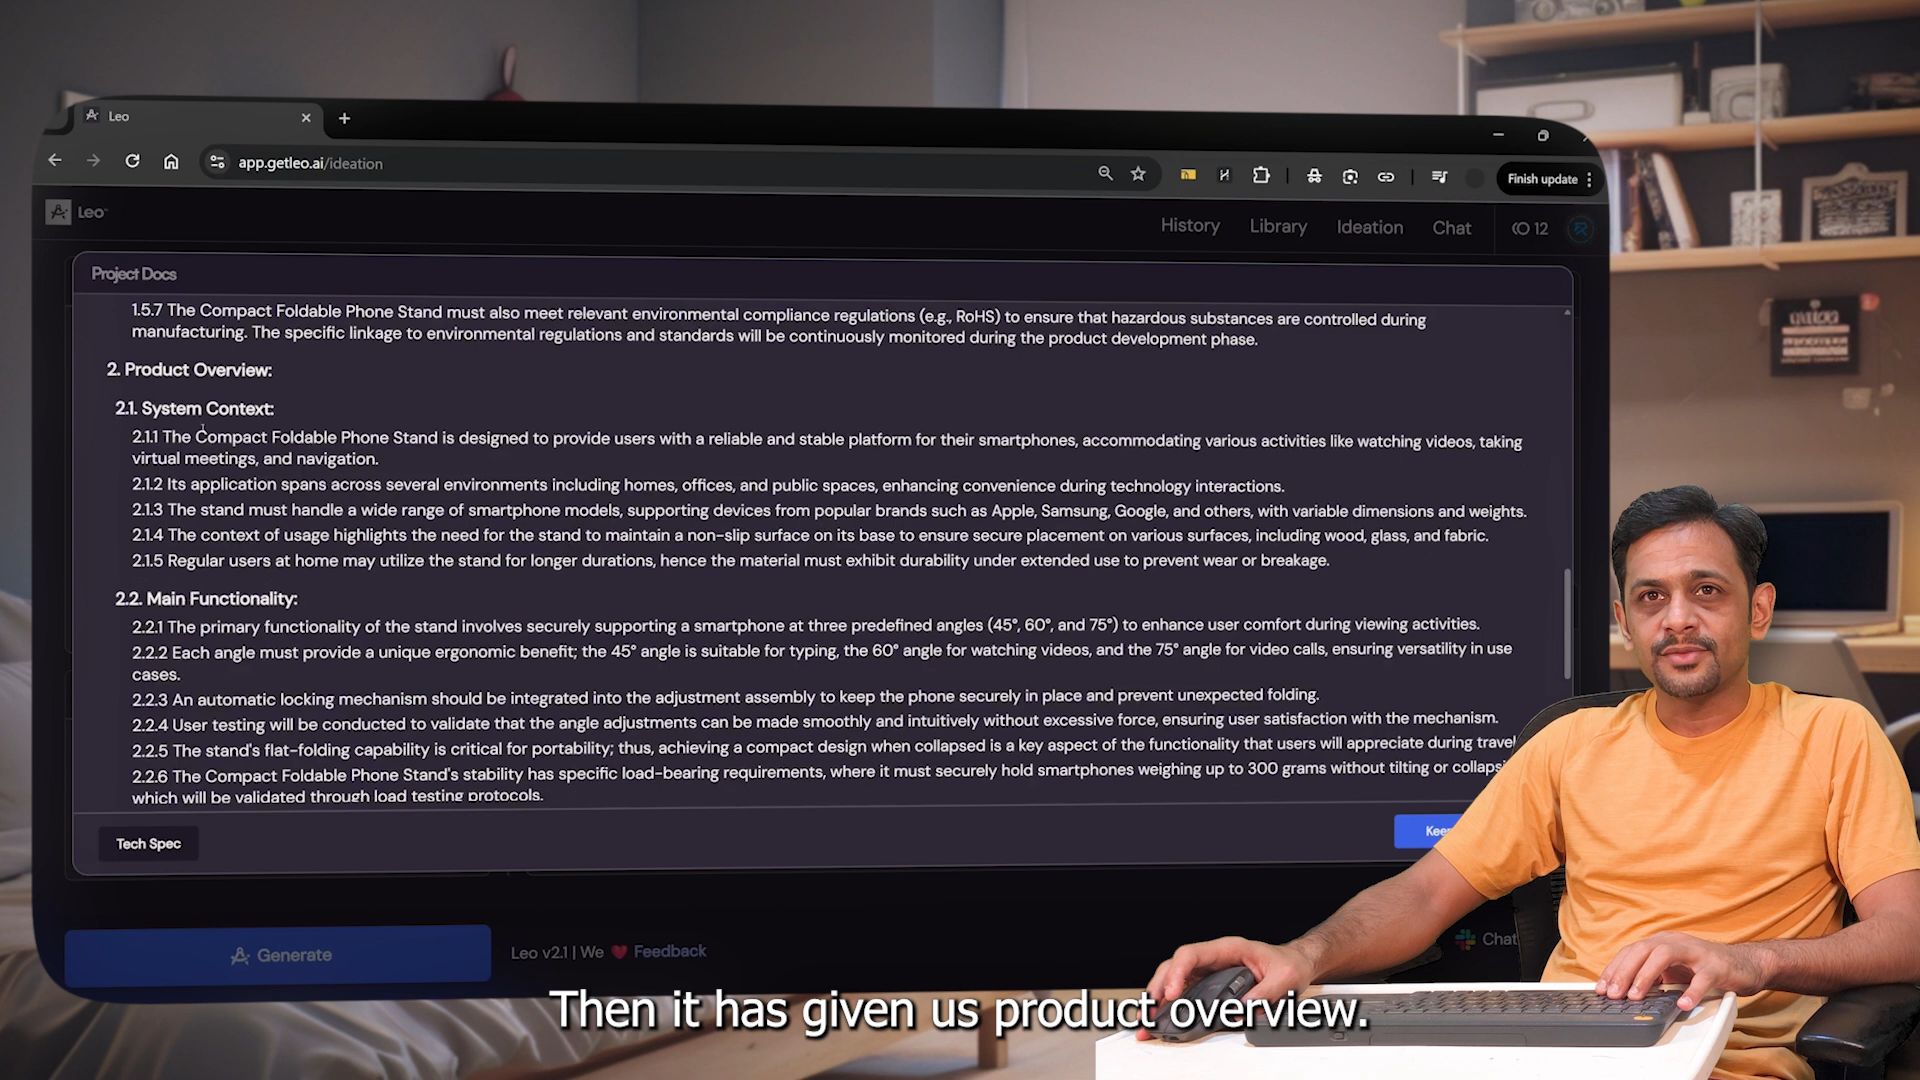 Leo
app.getleo.ai/ideation
Finish update
Leo
History
Library
Ideation
Chat
12
Project Docs
1.5.7 The Compact Foldable Phone Stand must also meet relevant environmental compliance regulations (e.g., RoHS) to ensure that hazardous substances are controlled during
manufacturing. The specific linkage to environmental regulations and standards will be continuously monitored during the product development phase.
2. Product Overview:
2.1. System Context:
2.1.1 The Compact Foldable Phone Stand is designed to provide users with a reliable and stable platform for their smartphones, accommodating various activities like watching videos, taking
virtual meetings, and navigation.
2.1.2 Its application spans across several environments including homes, offices, and public spaces, enhancing convenience during technology interactions.
2.1.3 The stand must handle a wide range of smartphone models, supporting devices from popular brands such as Apple, Samsung, Google, and others, with variable dimensions and weights.
2.1.4 The context of usage highlights the need for the stand to maintain a non-slip surface on its base to ensure secure placement on various surfaces, including wood, glass, and fabric.
2.1.5 Regular users at home may utilize the stand for longer durations, hence the material must exhibit durability under extended use to prevent wear or breakage.
2.2. Main Functionality:
2.2.1 The primary functionality of the stand involves securely supporting a smartphone at three predefined angles (45°, 60°, and 75°) to enhance user comfort during viewing activities.
2.2.2 Each angle must provide a unique ergonomic benefit; the 45° angle is suitable for typing, the 60° angle for watching videos, and the 75° angle for video calls, ensuring versatility in use
cases.
2.2.3 An automatic locking mechanism should be integrated into the adjustment assembly to keep the phone securely in place and prevent unexpected folding.
2.2.4 User testing will be conducted to validate that the angle adjustments can be made smoothly and intuitively without excessive force, ensuring user satisfaction with the mechanism.
2.2.5 The stand's flat-folding capability is critical for portability; thus, achieving a compact design when collapsed is a key aspect of the functionality that users will appreciate during travel
2.2.6 The Compact Foldable Phone Stand's stability has specific load-bearing requirements, where it must securely hold smartphones weighing up to 300 grams without tilting or collapsi
which will be validated through load testing protocols.
Tech Spec
Generate
Leo v2.1 | We
Feedback
Chat
Then it has given us product overview.